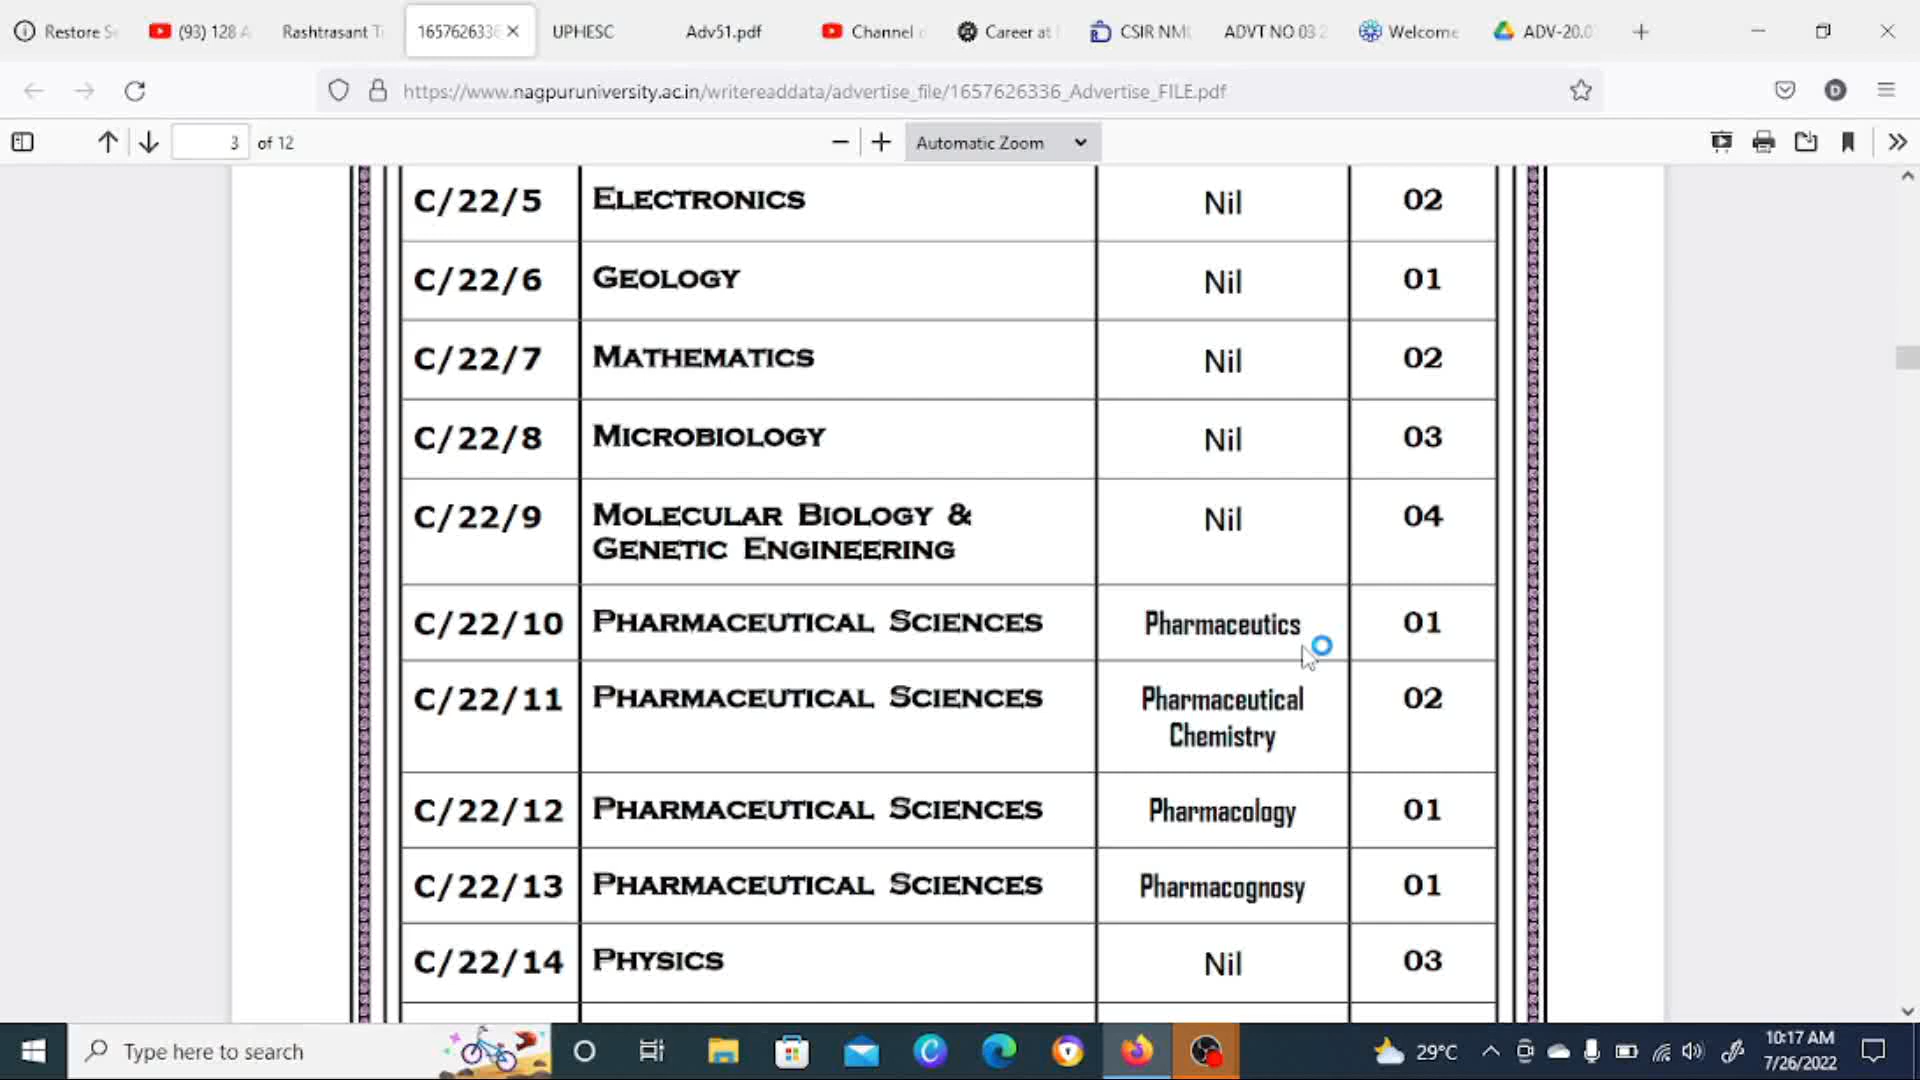 Restore S
(93) 128 A
Rashtrasant T
1657626336
UPHESC
Adv51.pdf
Channel
Career at
CSIR NML
ADVT NO 03 2
Welcome
ADV-20.0
https://www.nagpuruniversity.ac.in/writereaddata/advertise_file/1657626336_Advertise_FILE.pdf
3 of 12
Automatic Zoom
C/22/5 ELECTRONICS Nil 02
C/22/6 GEOLOGY Nil 01
C/22/7 MATHEMATICS Nil 02
C/22/8 MICROBIOLOGY Nil 03
C/22/9 MOLECULAR BIOLOGY & Nil 04
GENETIC ENGINEERING
C/22/10 PHARMACEUTICAL SCIENCES Pharmaceutics 01
C/22/11 PHARMACEUTICAL SCIENCES Pharmaceutical 02
Chemistry
C/22/12 PHARMACEUTICAL SCIENCES Pharmacology 01
C/22/13 PHARMACEUTICAL SCIENCES Pharmacognosy 01
C/22/14 PHYSICS Nil 03
Type here to search
29°C
10:17 AM
7/26/2022